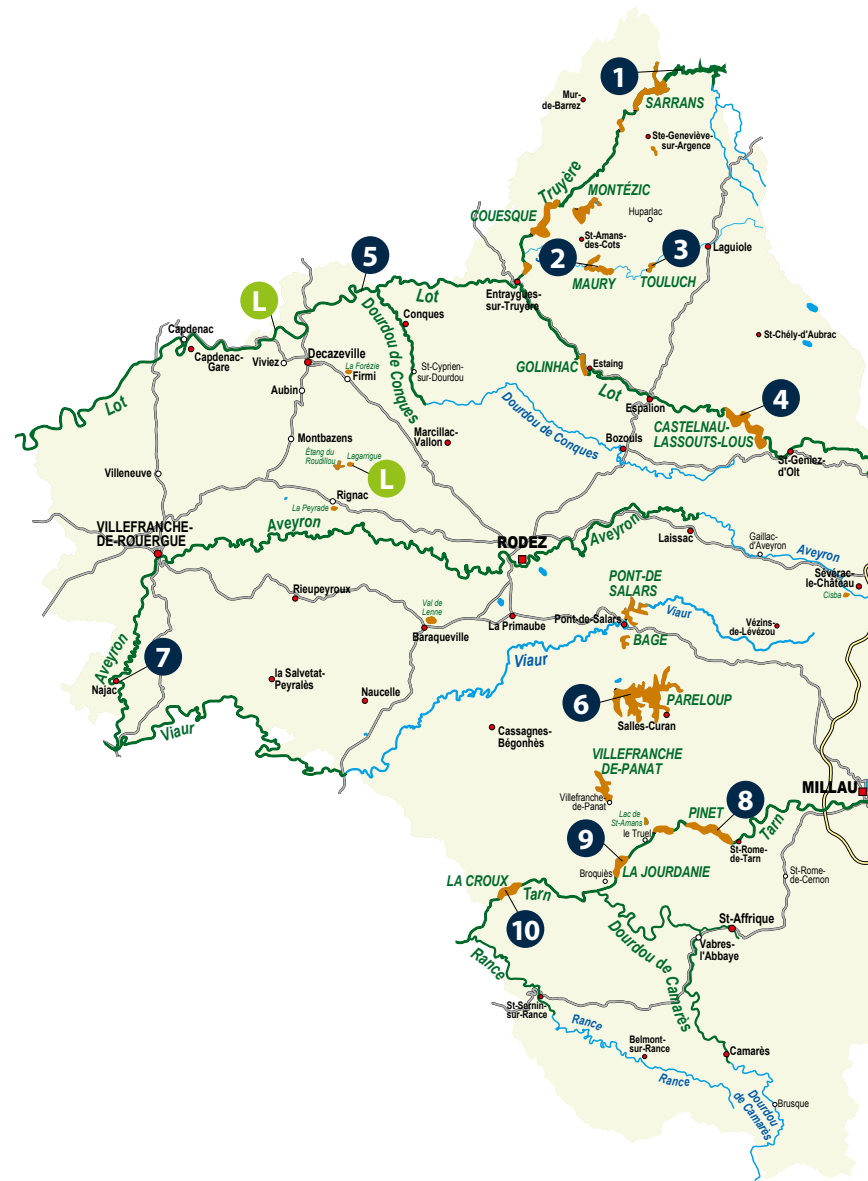 1
SARRANS
Mur-
de-Barrez
Ste-Geneviève-
sur-Argence
Truyère
MONTÉZIC
COUESQUE
Huparlac
St-Amans-
des-Cots
Laguiole
2
3
MAURY
TOULUCH
5
Lot
Entraygues-
sur-Truyère
L
Conques
Dourdou de Conques
Capdenac
Capdenac-
Gare
Viviez
Decazeville
La Forézie
Firmi
Aubin
St-Cyprien-
sur-Dourdou
St-Chély-d'Aubrac
GOLINHAC
Estaing
Lot
Espalion
4
CASTELNAU-
LASSOUTS-LOUS
Lot
Dourdou de Conques
Bozouls
St-Geniez-
d'Olt
Montbazens
Marcillac-
Vallon
Étang du
Roudillou
Lagarrigue
L
Villeneuve
Rignac
La Peyrade
VILLEFRANCHE-
DE-ROUERGUE
Aveyron
RODEZ
Aveyron
Laissac
Gaillac-
d'Aveyron
Aveyron
Sévérac-
le-Château
Cisba
PONT-DE
SALARS
Rieupeyroux
Val de
Lenne
Baraqueville
La Primaube
Pont-de-Salars
Viaur
Vézins-
de-Lévézou
BAGE
Aveyron
7
Najac
la Salvetat-
Peyralès
Viaur
Naucelle
Viaur
6
PARELOUP
Salles-Curan
Cassagnes-
Bégonhès
VILLEFRANCHE
DE-PANAT
MILLAU
Villefranche-
de-Panat
8
PINET
Lac de
St-Amans
le Truel
Tarn
St-Rome-
de-Tarn
9
Broquiès
LA JOURDANIE
St-Rome-
de-Cernon
LA CROUX
Tarn
10
St-Affrique
Vabres-
l'Abbaye
Dourdou de Camarès
Rance
St-Sernin-
sur-Rance
Rance
Belmont-
sur-Rance
Rance
Camarès
Dourdou
de Camarès
Brusque